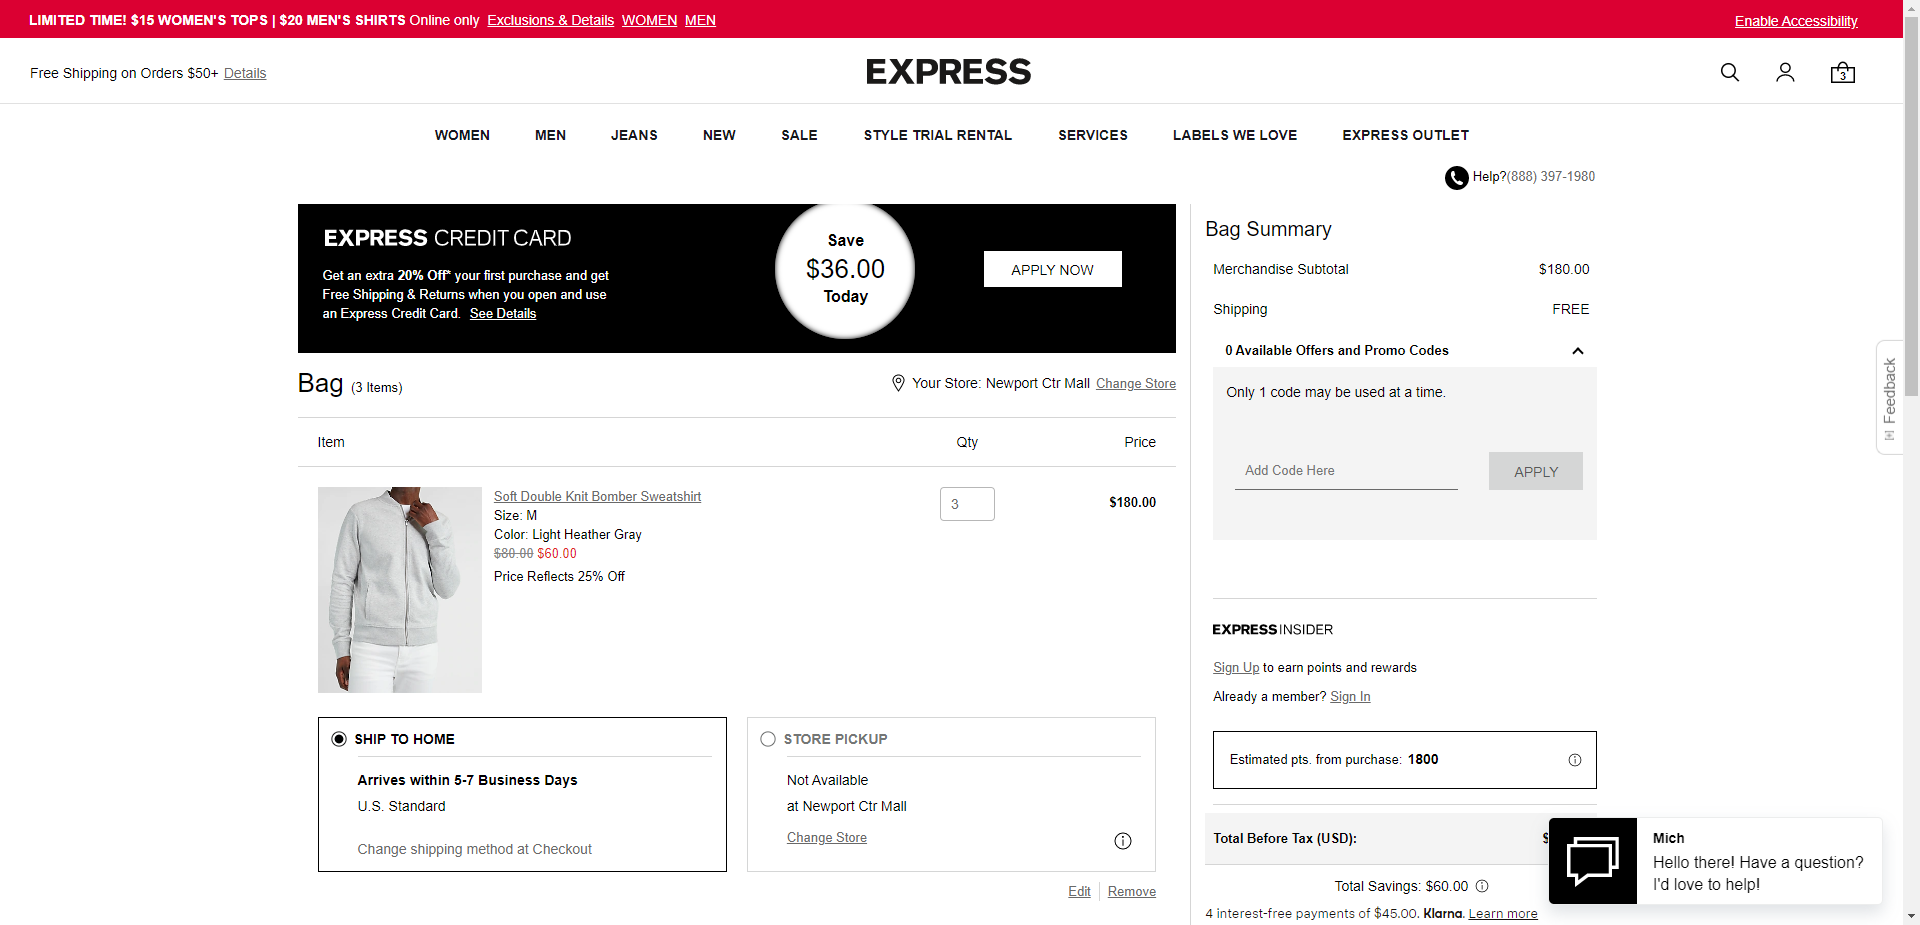 LIMITED TIME! $15 WOMEN'S TOPS | $20 MEN'S SHIRTS Online only Exclusions & Details WOMEN MEN
Enable Accessibility
Free Shipping on Orders $50+ Details
EXPRESS
3
WOMEN MEN JEANS NEW SALE STYLE TRIAL RENTAL SERVICES LABELS WE LOVE EXPRESS OUTLET
Help?(888) 397-1980
EXPRESS CREDIT CARD
Get an extra 20% Off* your first purchase and get
Free Shipping & Returns when you open and use
an Express Credit Card. See Details
Save
$36.00
Today
APPLY NOW
Bag (3 Items)
Your Store: Newport Ctr Mall Change Store
Item Qty Price
Soft Double Knit Bomber Sweatshirt
Size: M
Color: Light Heather Gray
$80.00 $60.00
Price Reflects 25% Off
3
$180.00
SHIP TO HOME
Arrives within 5-7 Business Days
U.S. Standard
Change shipping method at Checkout
STORE PICKUP
Not Available
at Newport Ctr Mall
Change Store
Edit Remove
Bag Summary
Merchandise Subtotal $180.00
Shipping FREE
0 Available Offers and Promo Codes
Only 1 code may be used at a time.
Add Code Here
APPLY
EXPRESS INSIDER
Sign Up to earn points and rewards
Already a member? Sign In
Estimated pts. from purchase: 1800
Total Before Tax (USD): $
Total Savings: $60.00
4 interest-free payments of $45.00. Klarna. Learn more
Feedback
Mich
Hello there! Have a question?
I'd love to help!